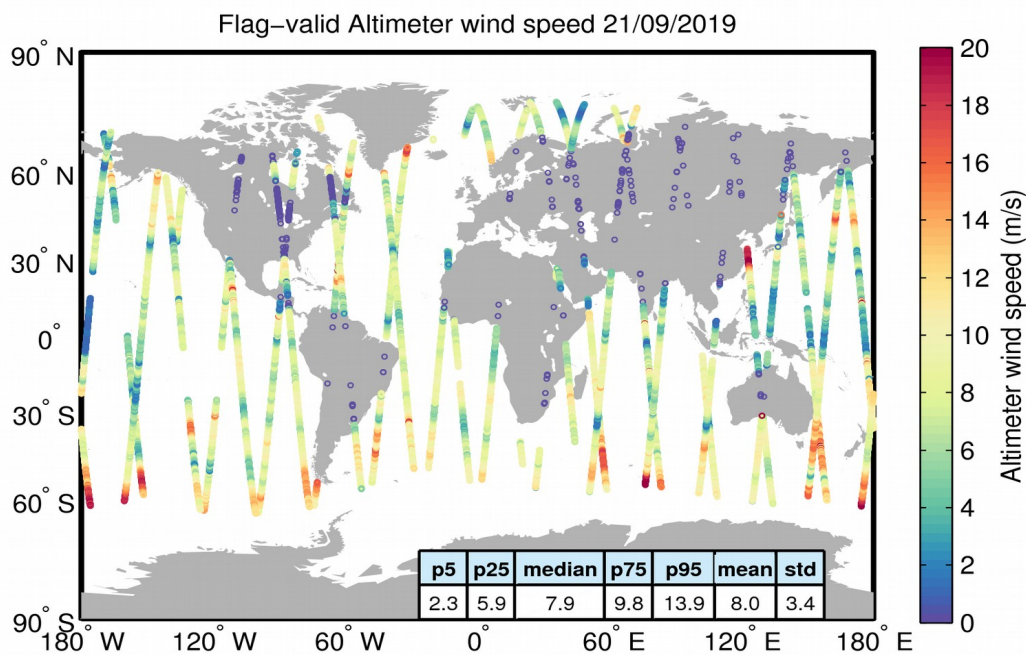 Flag−valid Altimeter wind speed 21/09/2019
90° N
60° N
30° N
0°
30° S
60° S
90° S
180° W
120° W
60° W
0°
60° E
120° E
180° E
p5 p25 median p75 p95 mean std
2.3 5.9 7.9 9.8 13.9 8.0 3.4
20
18
16
14
12
10
8
6
4
2
0
Altimeter wind speed (m/s)